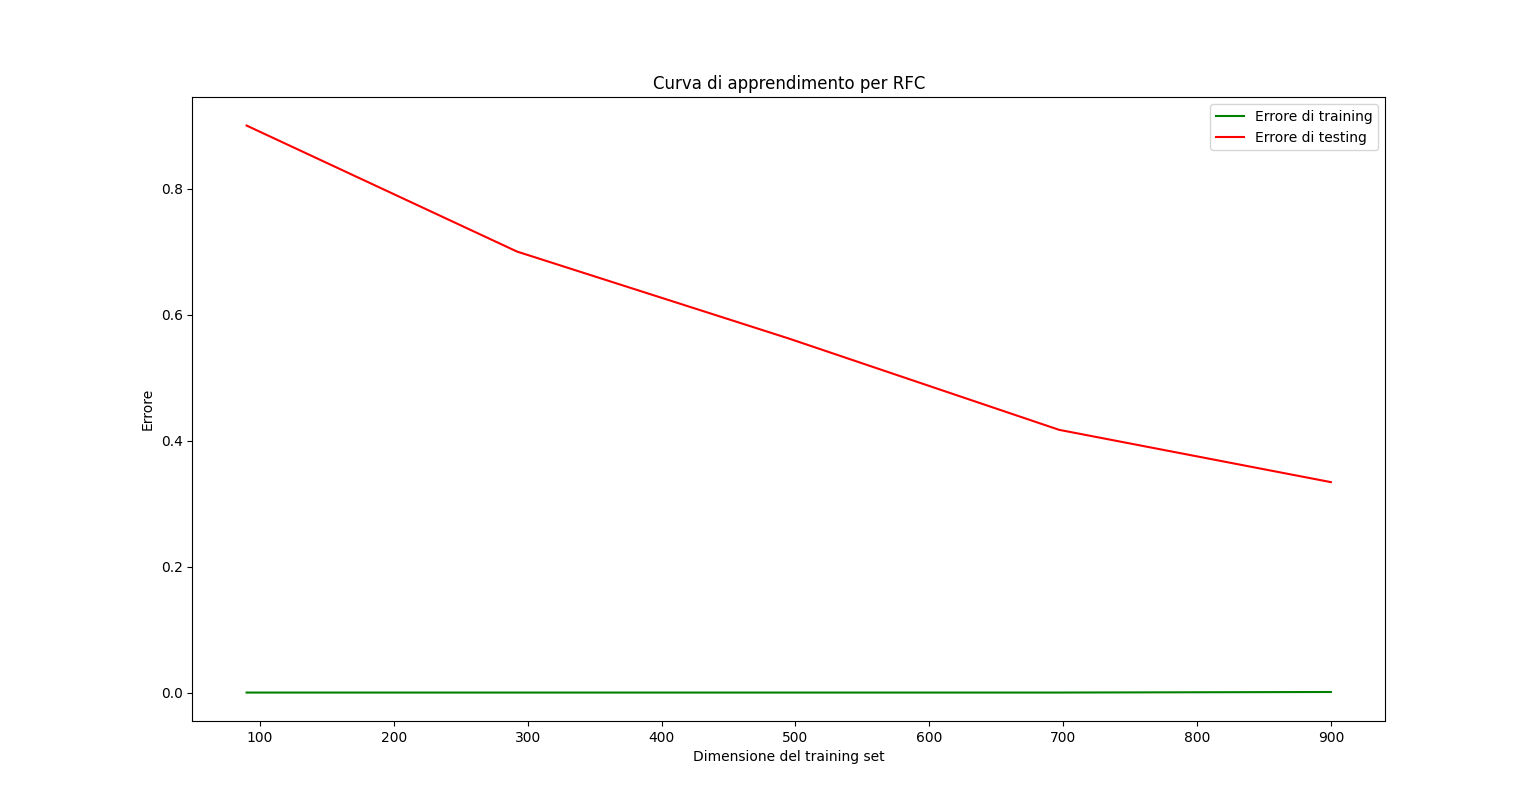 Curva di apprendimento per RFC
Errore di training
Errore di testing
Errore
0.8
0.6
0.4
0.2
0.0
100 200 300 400 500 600 700 800 900
Dimensione del training set